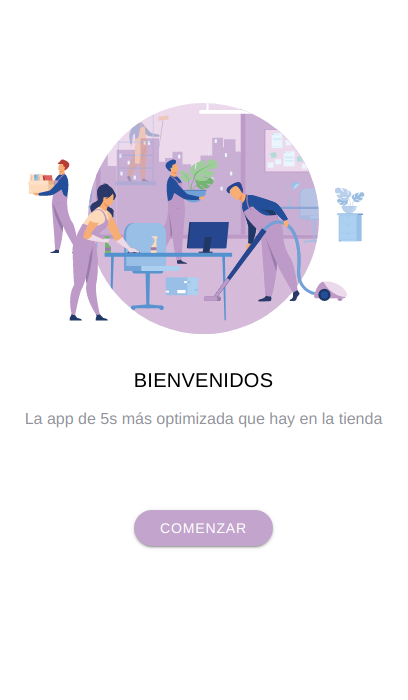 BIENVENIDOS
La app de 5s más optimizada que hay en la tienda
COMENZAR